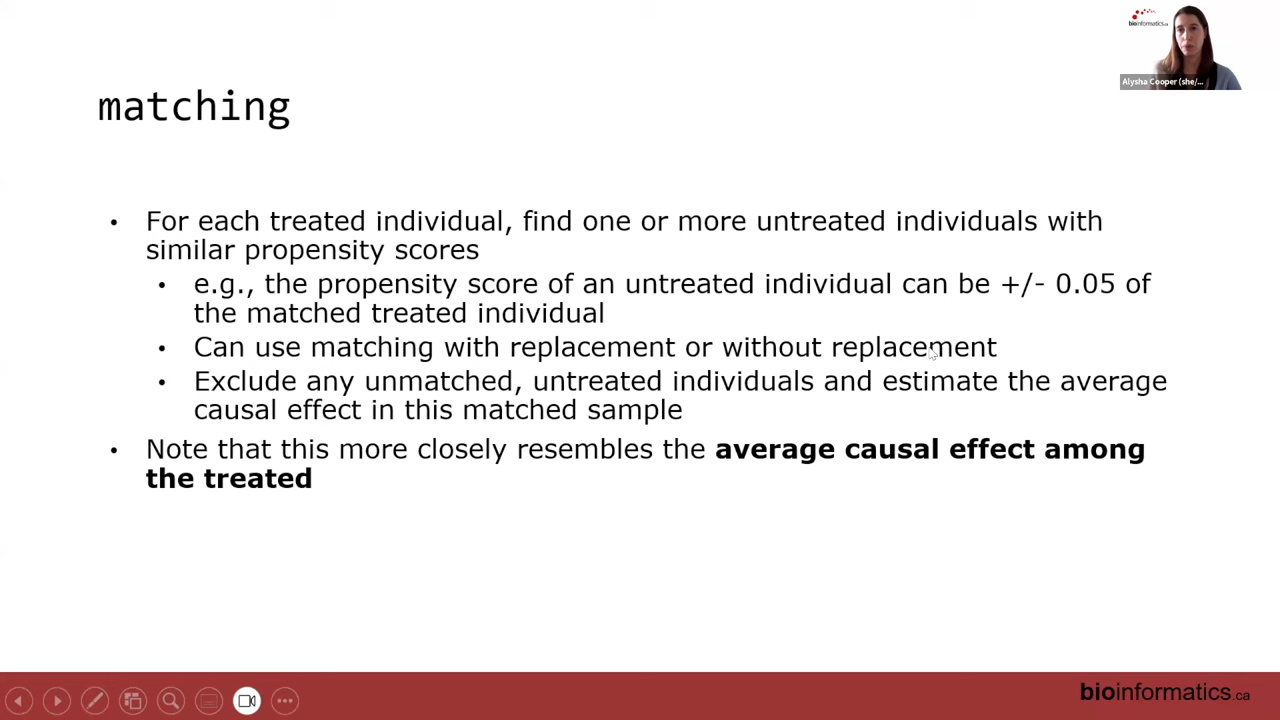 bioinformatics.ca
Alysha Cooper (she/...
matching
• For each treated individual, find one or more untreated individuals with
similar propensity scores
• e.g., the propensity score of an untreated individual can be +/- 0.05 of
the matched treated individual
• Can use matching with replacement or without replacement
• Exclude any unmatched, untreated individuals and estimate the average
causal effect in this matched sample
• Note that this more closely resembles the average causal effect among
the treated
bioinformatics.ca